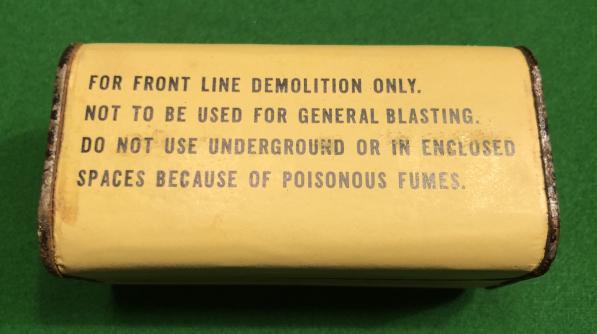 FOR FRONT LINE DEMOLITION ONLY.
NOT TO BE USED FOR GENERAL BLASTING.
DO NOT USE UNDERGROUND OR IN ENCLOSED
SPACES BECAUSE OF POISONOUS FUMES.